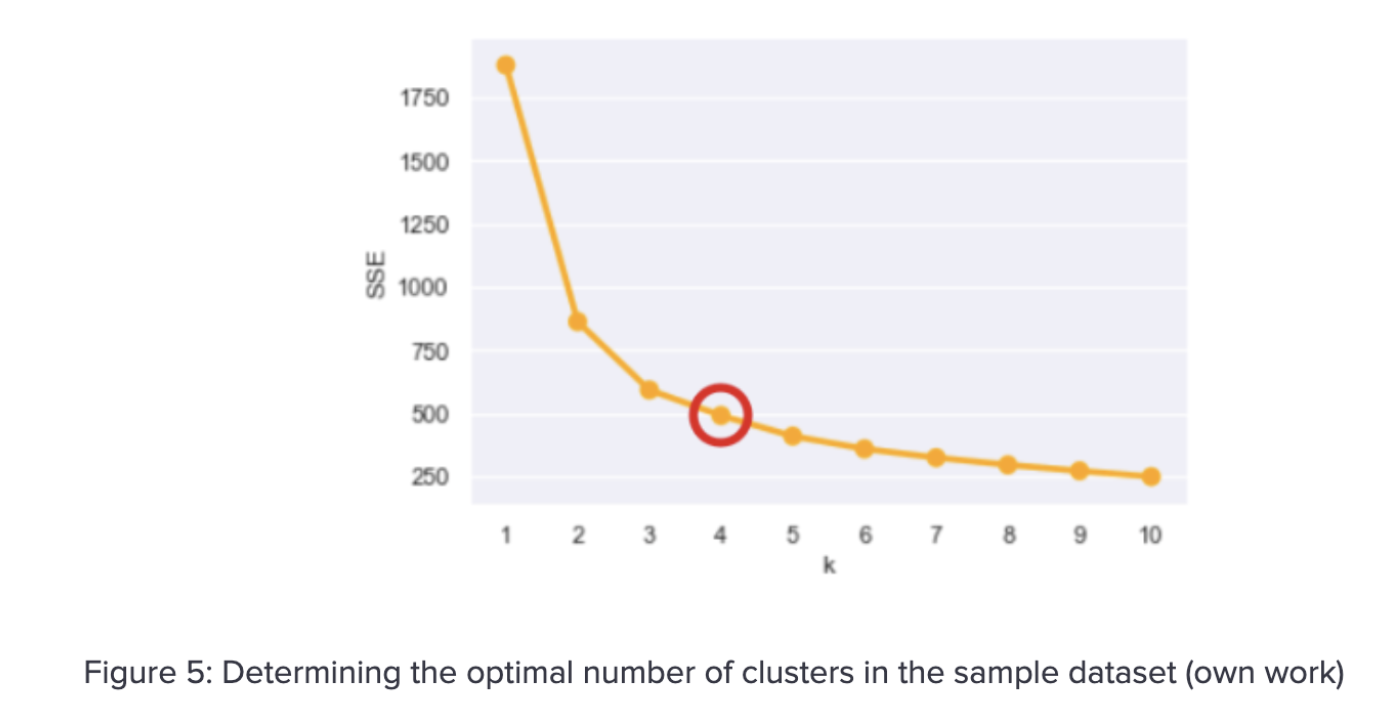 1750
1500
1250
SSE
1000
750
500
250
1 2 3 4 5 6 7 8 9 10
k
Figure 5: Determining the optimal number of clusters in the sample dataset (own work)